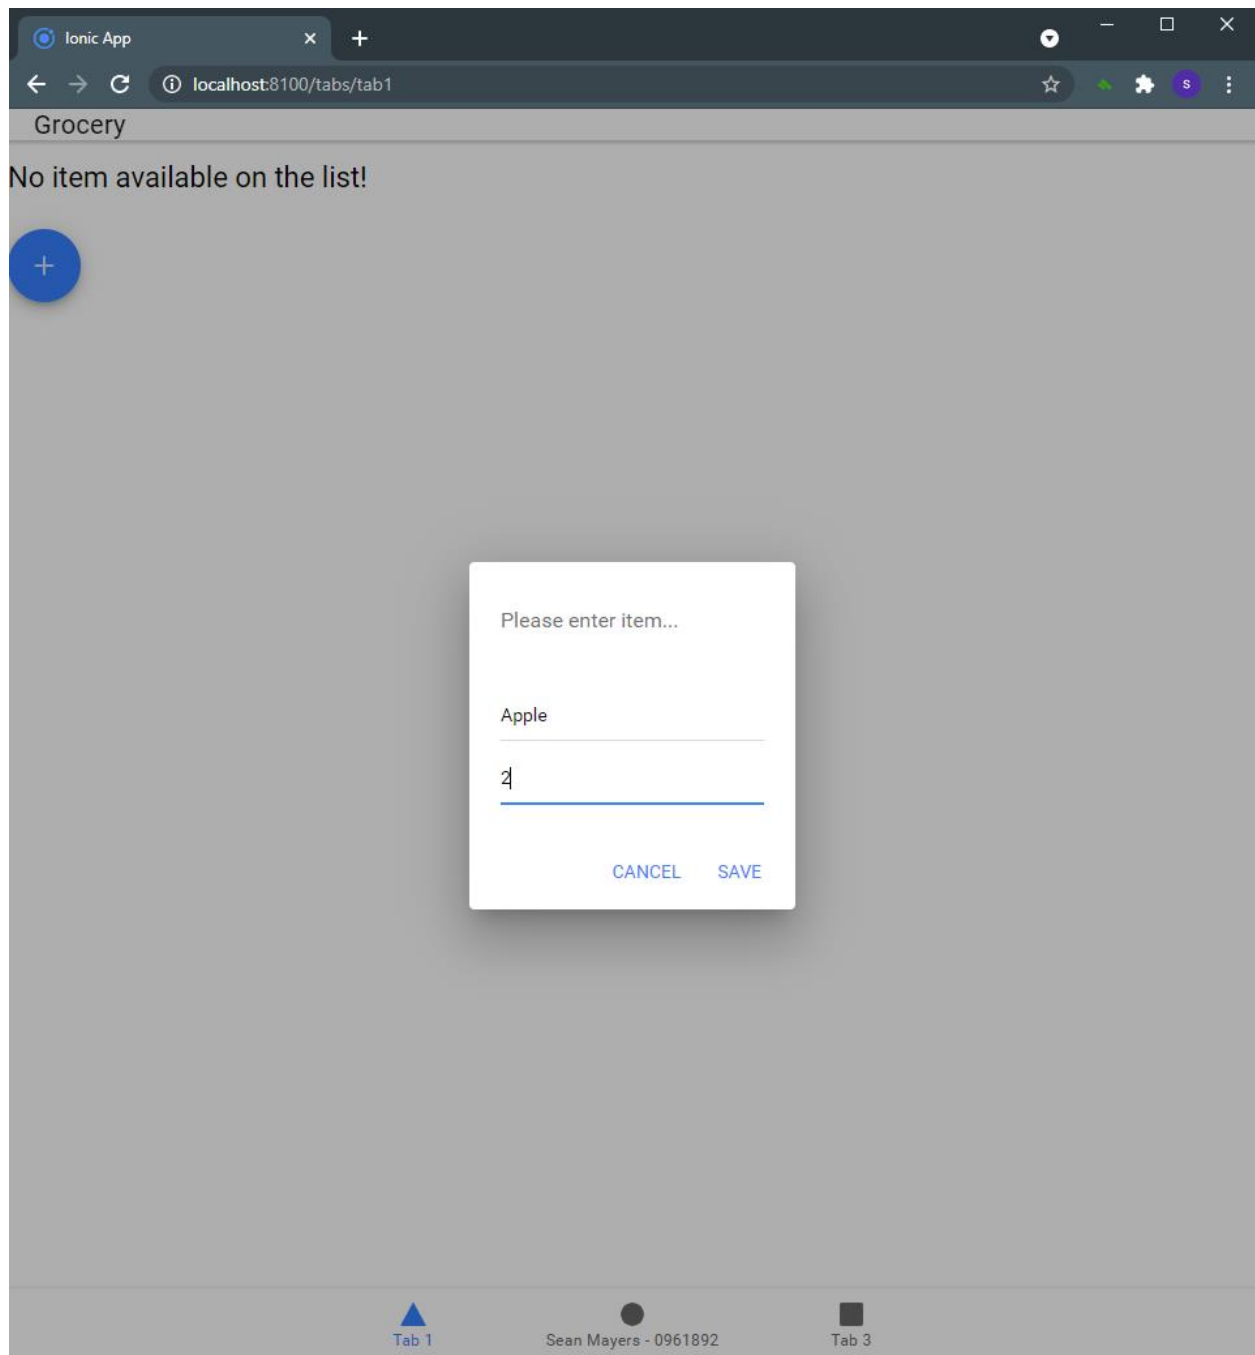 Ionic App
localhost:8100/tabs/tab1
S
Grocery
No item available on the list!
Please enter item...
Apple
2
CANCEL SAVE
Tab 1 Sean Mayers - 0961892 Tab 3